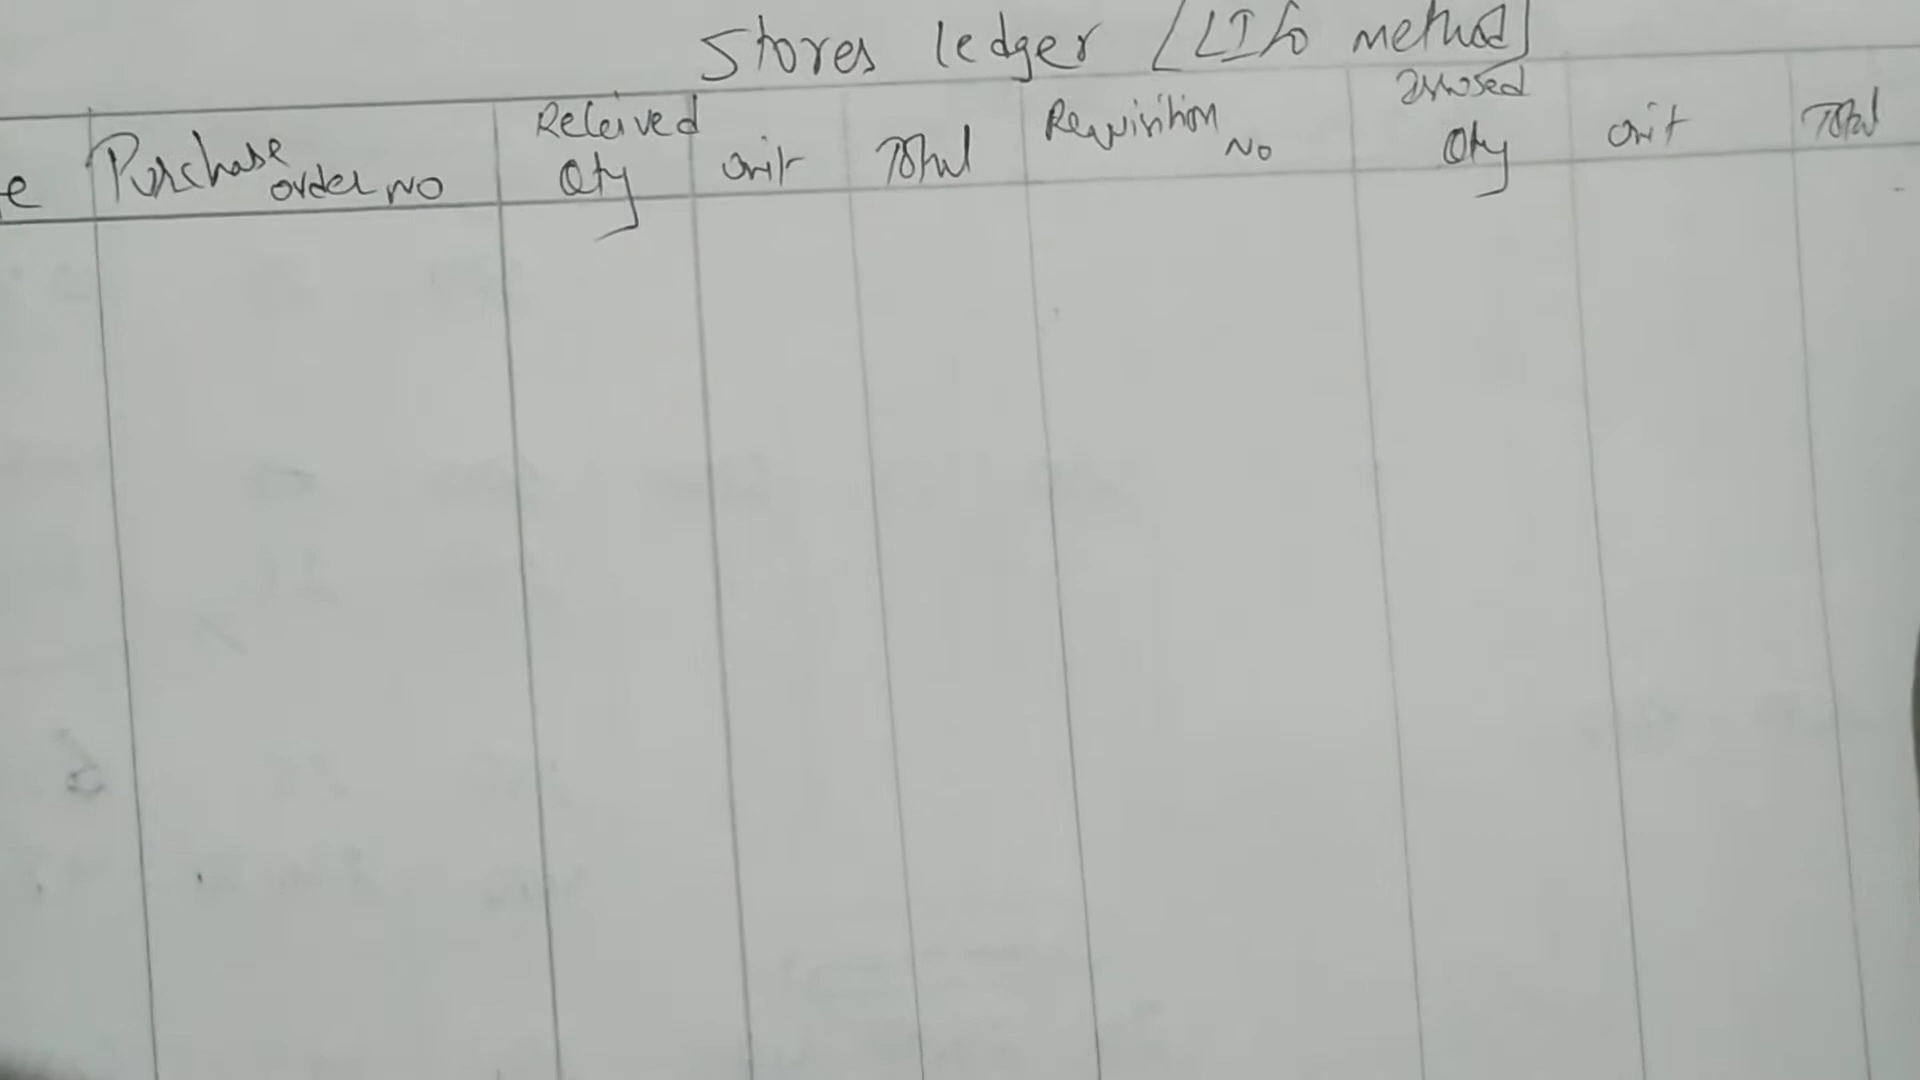 Stores ledger [LIFO method]
e
Purchase order no
Received Qty
unit
Total
Requisition No
Issued Qty
unit
Total